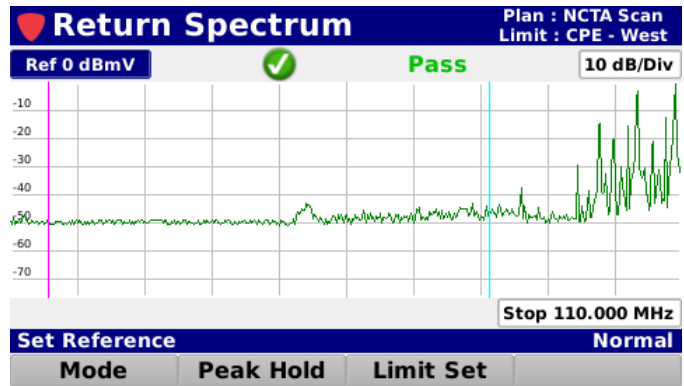 Return Spectrum
Plan : NCTA Scan
Limit : CPE - West
Ref 0 dBmV
Pass
10 dB/Div
-10
-20
-30
-40
-50
-60
-70
Stop 110.000 MHz
Set Reference
Normal
Mode
Peak Hold
Limit Set